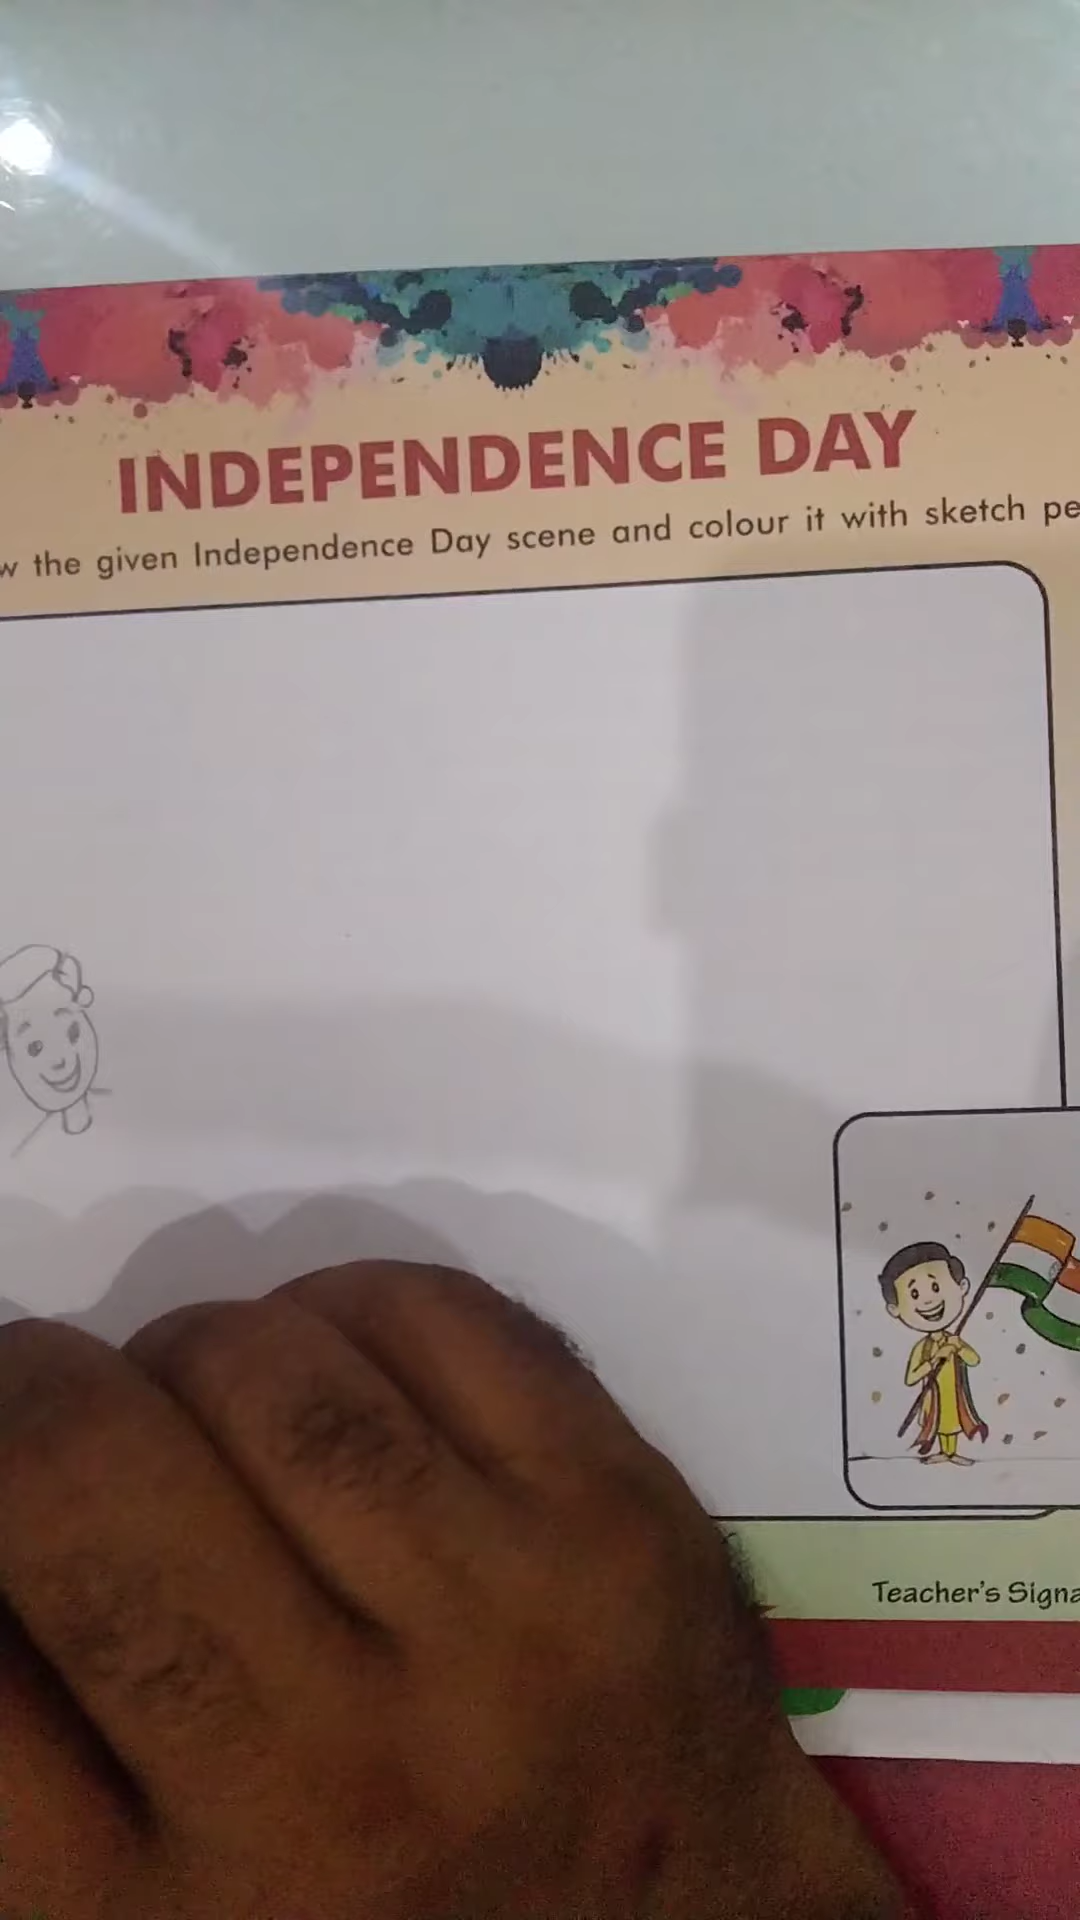 INDEPENDENCE DAY
the given Independence Day scene and colour it with sketch
Teacher's